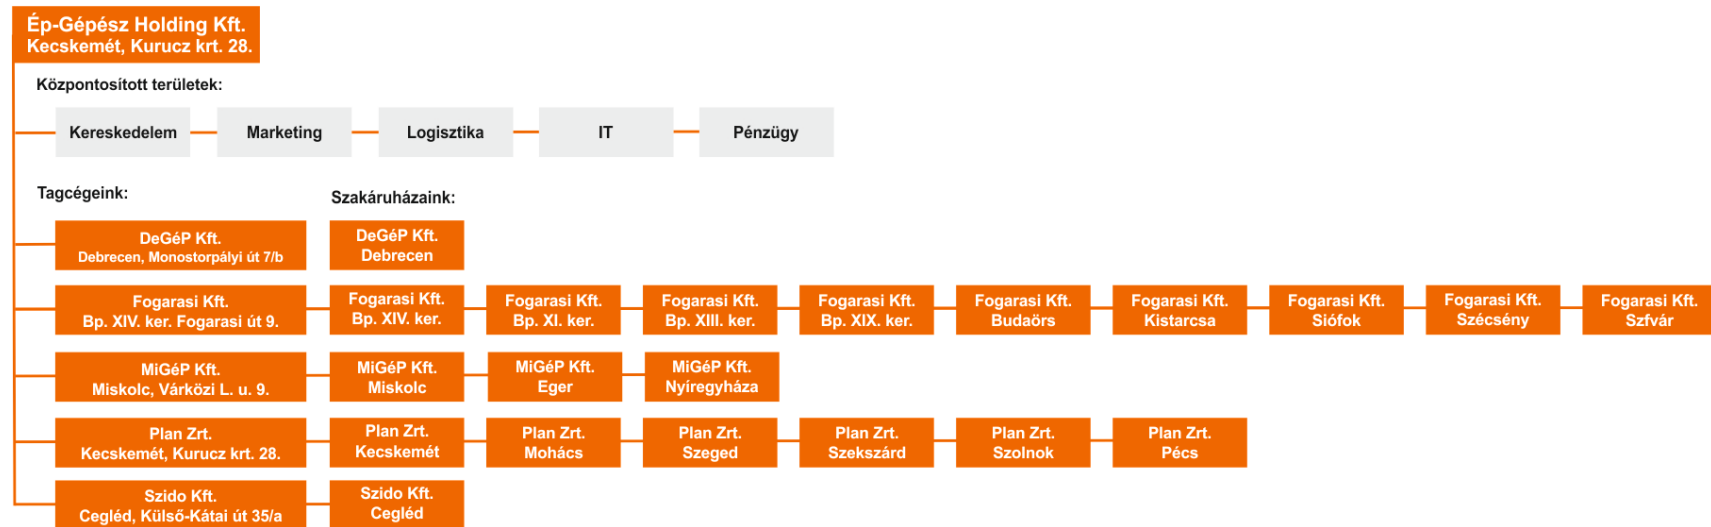 Ép-Gépész Holding Kft.
Kecskemét, Kurucz krt. 28.
Központosított területek:
Kereskedelem
Marketing
Logisztika
IT
Pénzügy
Tagcégeink:
Szakáruházaink:
DeGéP Kft.
Debrecen, Monostorpályi út 7/b
DeGéP Kft.
Debrecen
Fogarasi Kft.
Bp. XIV. ker. Fogarasi út 9.
Fogarasi Kft.
Bp. XIV. ker.
Fogarasi Kft.
Bp. XI. ker.
Fogarasi Kft.
Bp. XIII. ker.
Fogarasi Kft.
Bp. XIX. ker.
Fogarasi Kft.
Budaörs
Fogarasi Kft.
Kistarcsa
Fogarasi Kft.
Siófok
Fogarasi Kft.
Szécsény
Fogarasi Kft.
Szfvár
MiGéP Kft.
Miskolc, Várközi L. u. 9.
MiGéP Kft.
Miskolc
MiGéP Kft.
Eger
MiGéP Kft.
Nyíregyháza
Plan Zrt.
Kecskemét, Kurucz krt. 28.
Plan Zrt.
Kecskemét
Plan Zrt.
Mohács
Plan Zrt.
Szeged
Plan Zrt.
Szekszárd
Plan Zrt.
Szolnok
Plan Zrt.
Pécs
Szido Kft.
Cegléd, Külső-Kátai út 35/a
Szido Kft.
Cegléd